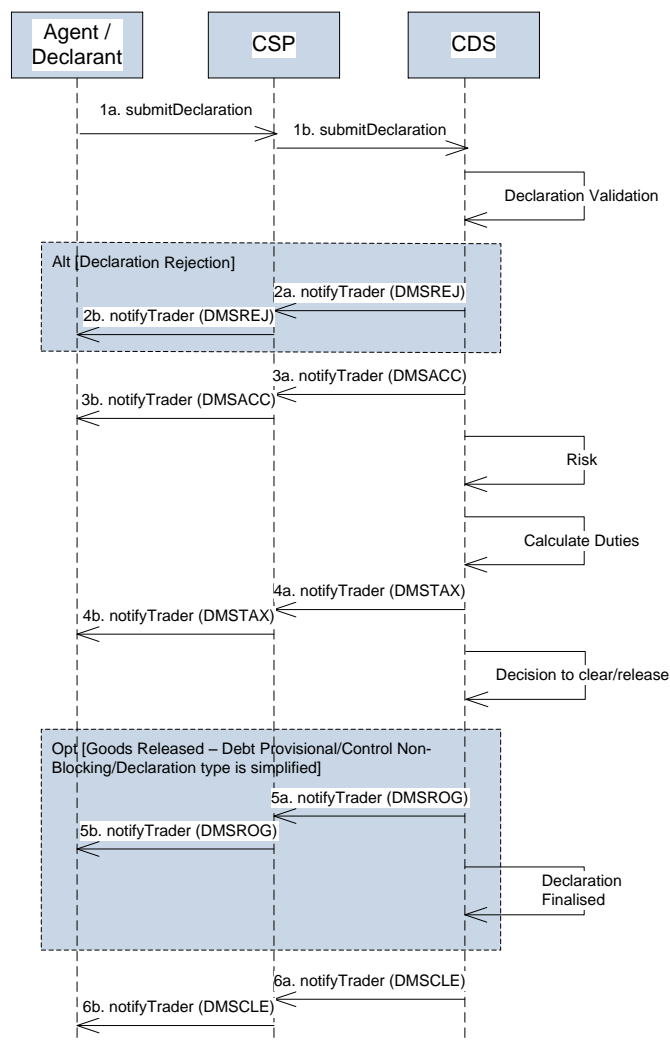 Agent /
Declarant
CSP
CDS
1a. submitDeclaration
1b. submitDeclaration
Declaration Validation
Alt [Declaration Rejection]
2a. notifyTrader (DMSREJ)
2b. notifyTrader (DMSREJ)
3a. notifyTrader (DMSACC)
3b. notifyTrader (DMSACC)
Risk
Calculate Duties
4a. notifyTrader (DMSTAX)
4b. notifyTrader (DMSTAX)
Decision to clear/release
Opt [Goods Released – Debt Provisional/Control Non-
Blocking/Declaration type is simplified]
5a. notifyTrader (DMSROG)
5b. notifyTrader (DMSROG)
Declaration
Finalised
6a. notifyTrader (DMSCLE)
6b. notifyTrader (DMSCLE)